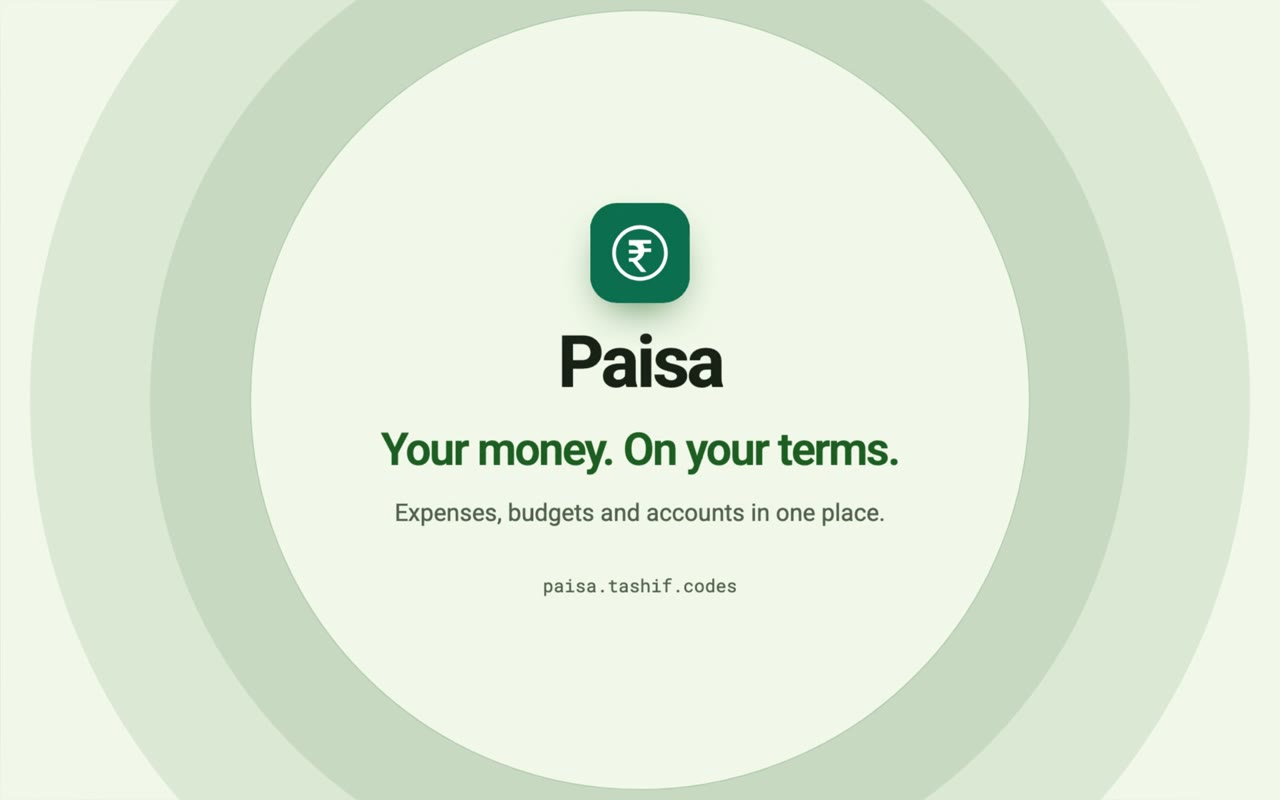 ₹
Paisa
Your money. On your terms.
Expenses, budgets and accounts in one place.
paisa.tashif.codes